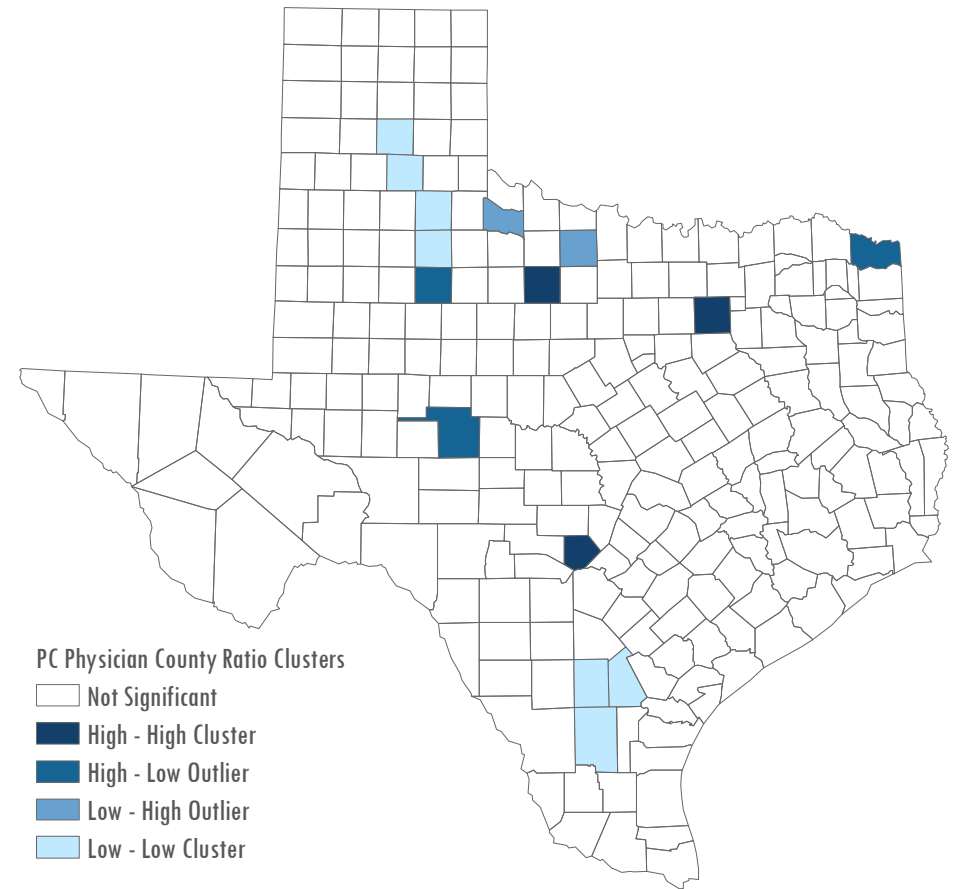 PC Physician County Ratio Clusters
Not Significant
High - High Cluster
High - Low Outlier
Low - High Outlier
Low - Low Cluster